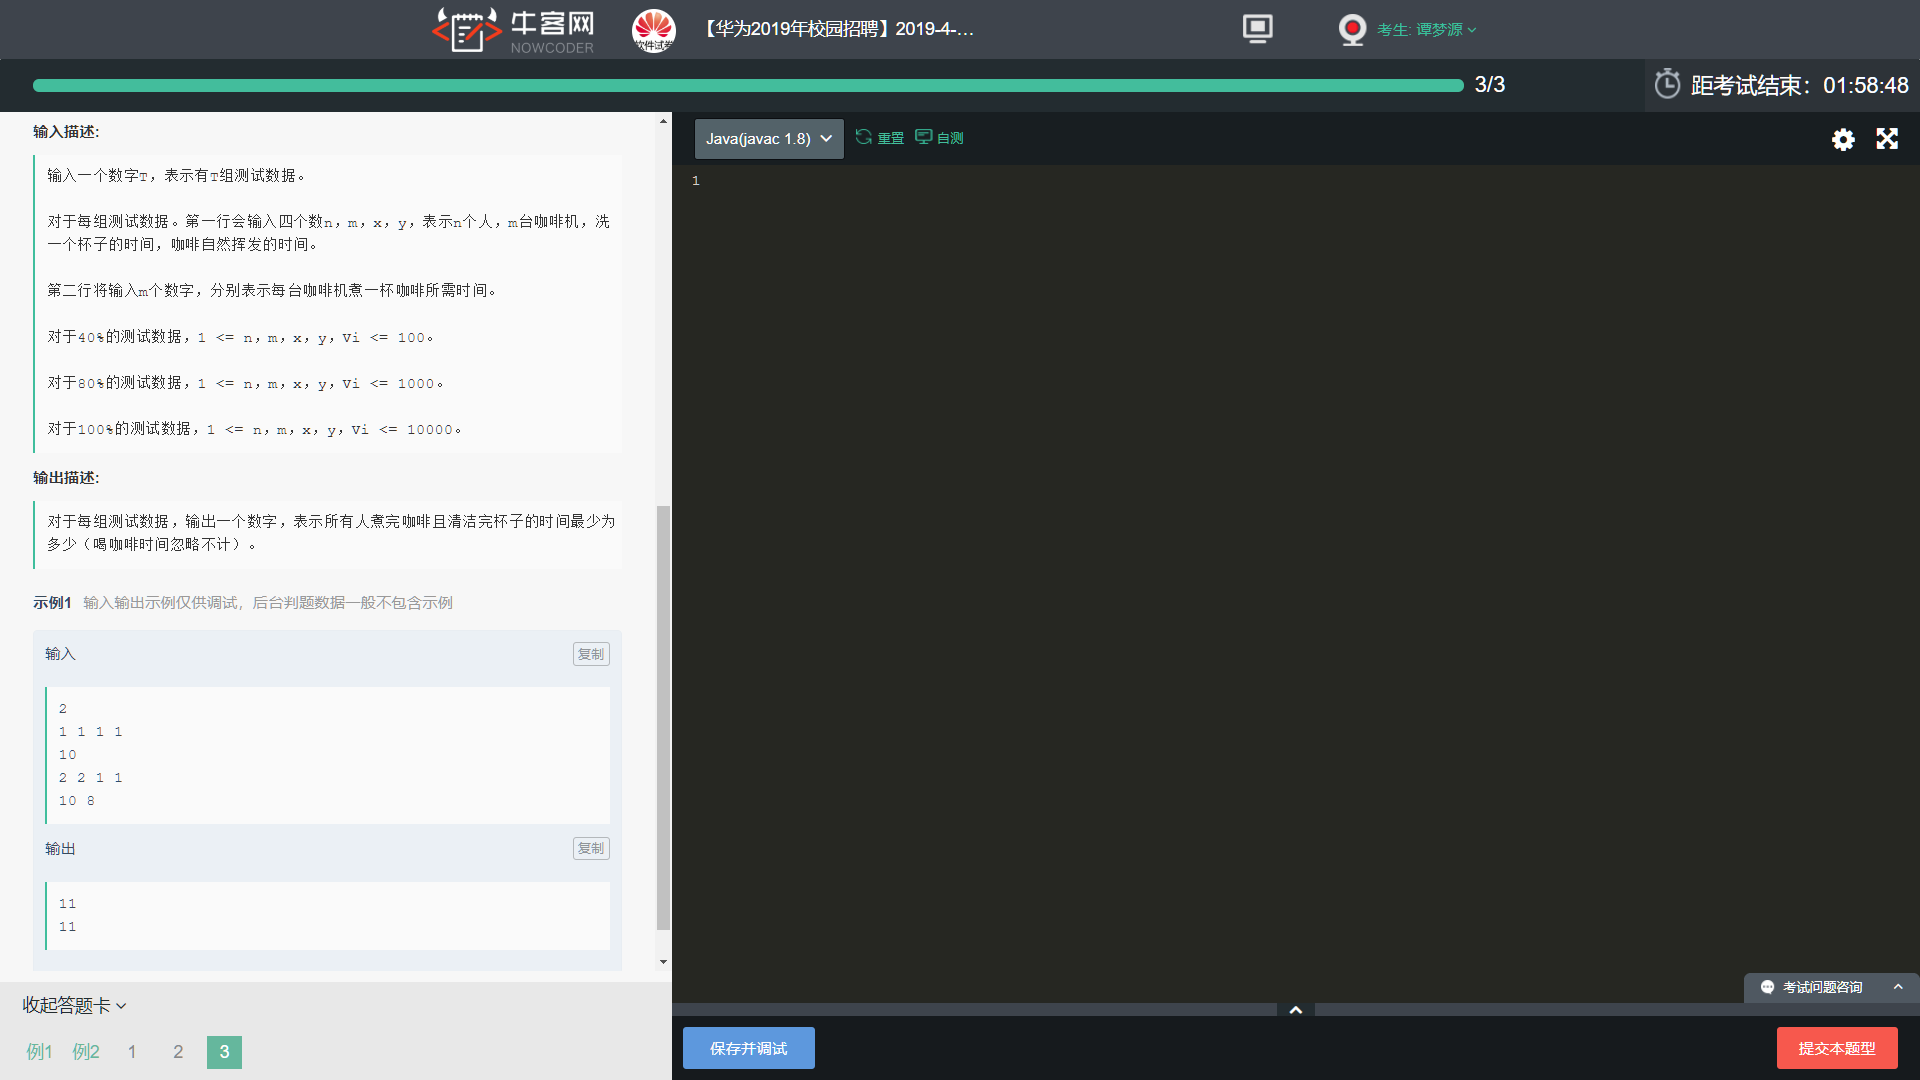 牛客网
NOWCODER
软件试卷
【华为2019年校园招聘】2019-4-...
考生: 谭梦源
3/3
距考试结束：01:58:48
输入描述:
输入一个数字T，表示有T组测试数据。
对于每组测试数据。第一行会输入四个数n，m，x，y，表示n个人，m台咖啡机，洗
一个杯子的时间，咖啡自然挥发的时间。
第二行将输入m个数字，分别表示每台咖啡机煮一杯咖啡所需时间。
对于40%的测试数据，1 <= n，m，x，y，Vi <= 100。
对于80%的测试数据，1 <= n，m，x，y，Vi <= 1000。
对于100%的测试数据，1 <= n，m，x，y，Vi <= 10000。
输出描述:
对于每组测试数据，输出一个数字，表示所有人煮完咖啡且清洁完杯子的时间最少为
多少（喝咖啡时间忽略不计）。
示例1 输入输出示例仅供调试，后台判题数据一般不包含示例
输入
复制
2
1 1 1 1
10
2 2 1 1
10 8
输出
复制
11
11
收起答题卡
例1 例2 1 2 3
Java(javac 1.8)
重置
自测
1
考试问题咨询
保存并调试
提交本题型